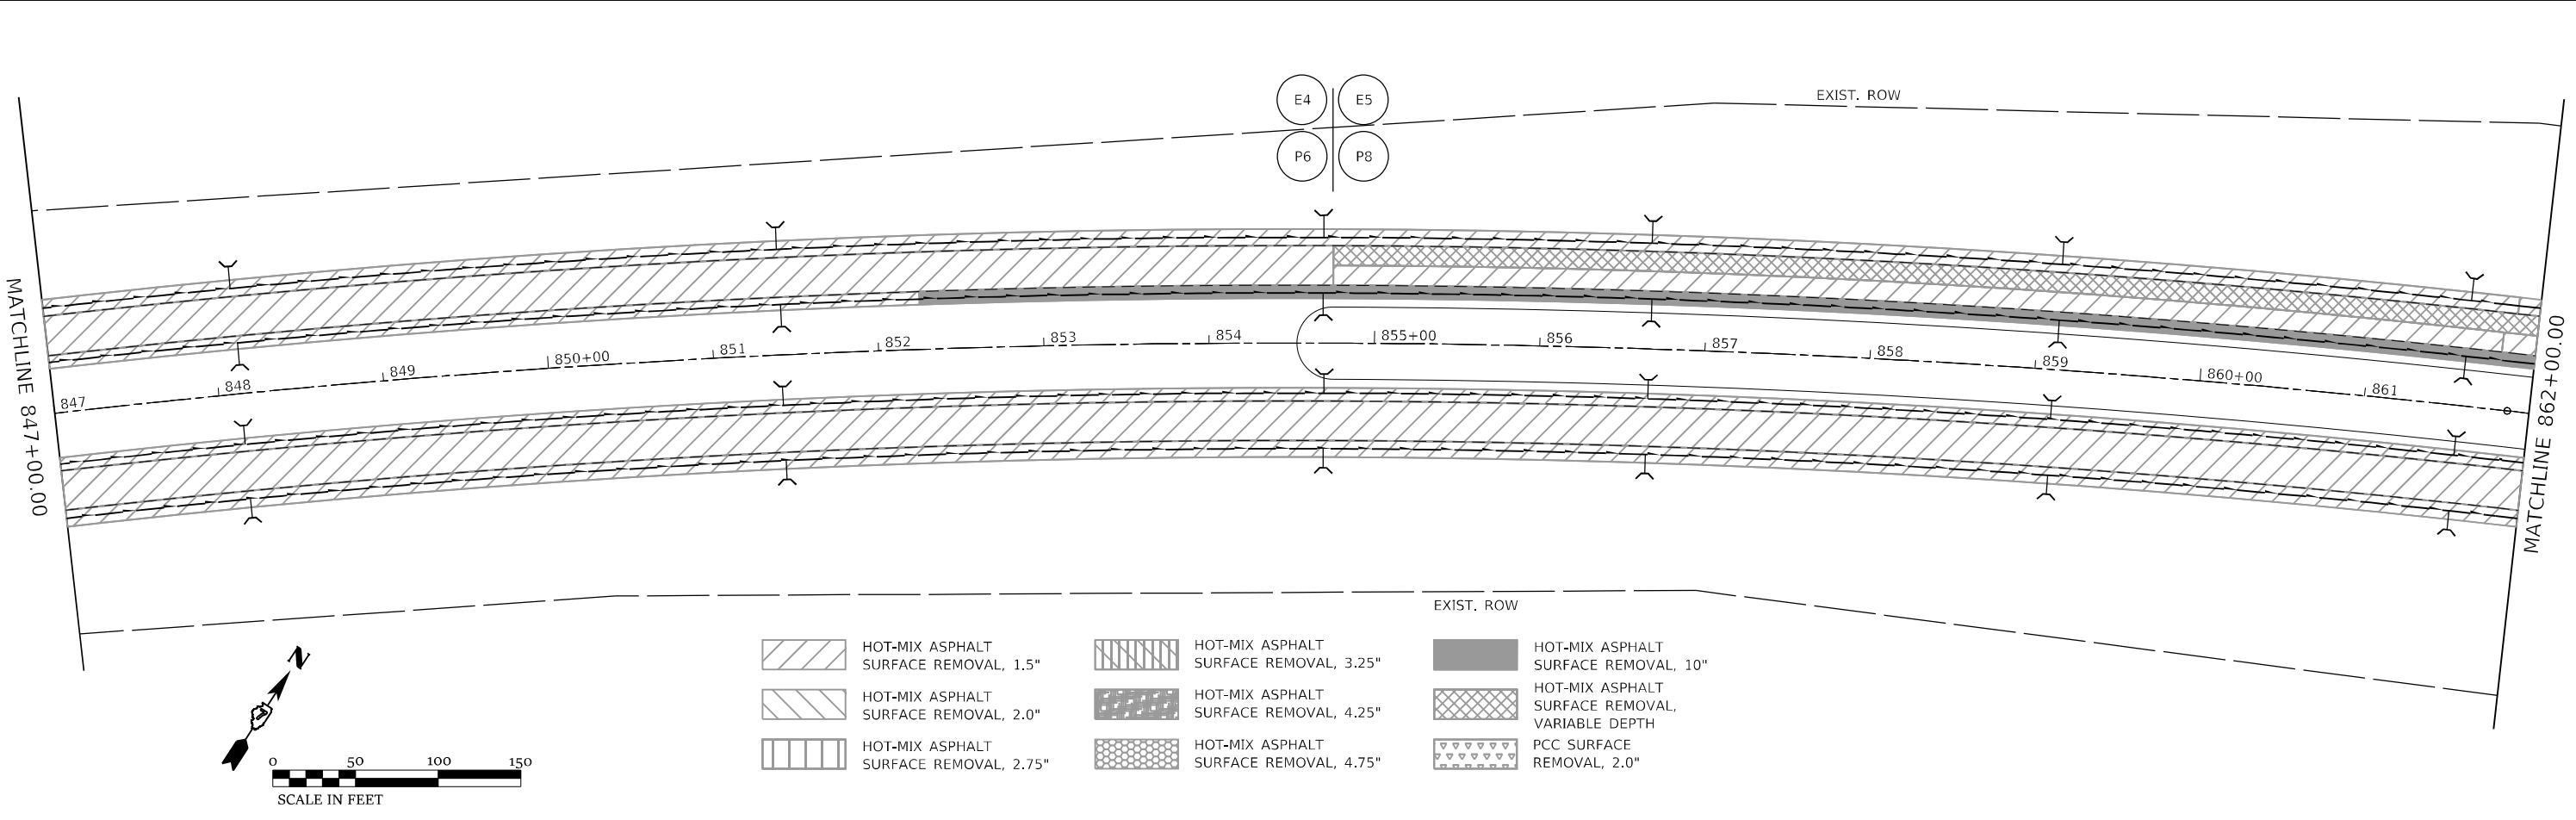 E4
E5
P6
P8
EXIST. ROW
MATCHLINE 847+00.00
847
848
849
850+00
851
852
853
854
855+00
856
857
858
859
860+00
861
MATCHLINE 862+00.00
EXIST. ROW
HOT-MIX ASPHALT
SURFACE REMOVAL, 1.5"
HOT-MIX ASPHALT
SURFACE REMOVAL, 2.0"
HOT-MIX ASPHALT
SURFACE REMOVAL, 2.75"
HOT-MIX ASPHALT
SURFACE REMOVAL, 3.25"
HOT-MIX ASPHALT
SURFACE REMOVAL, 4.25"
HOT-MIX ASPHALT
SURFACE REMOVAL, 4.75"
HOT-MIX ASPHALT
SURFACE REMOVAL, 10"
HOT-MIX ASPHALT
SURFACE REMOVAL,
VARIABLE DEPTH
PCC SURFACE
REMOVAL, 2.0"
N
0 50 100 150
SCALE IN FEET